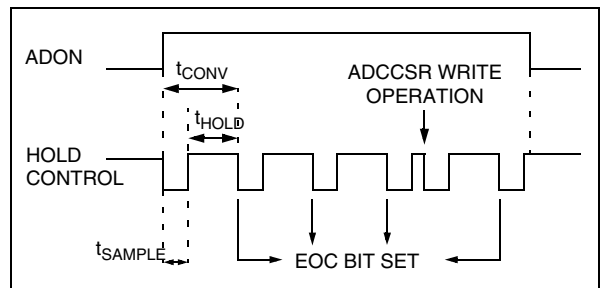 ADON
tCONV
ADCCSR WRITE
OPERATION
tHOLD
HOLD
CONTROL
tSAMPLE
EOC BIT SET